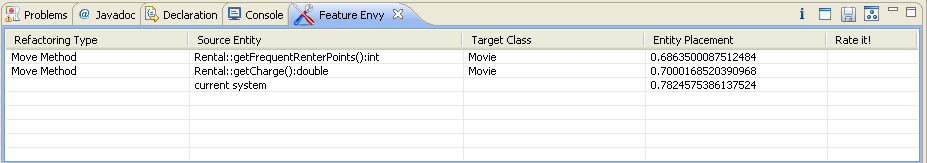 Problems @ Javadoc Declaration Console Feature Envy
Refactoring Type Source Entity Target Class Entity Placement Rate it!
Move Method Rental::getFrequentRenterPoints():int Movie 0.6863500087512484
Move Method Rental::getCharge():double Movie 0.7000168520390968
current system 0.7824575386137524